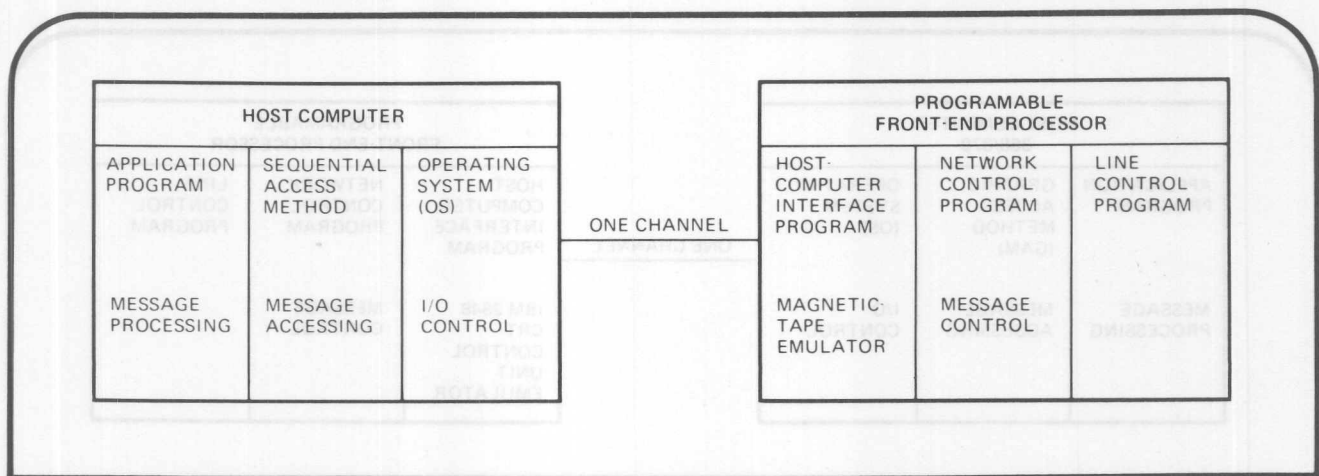 HOST COMPUTER
APPLICATION
PROGRAM
MESSAGE
PROCESSING
SEQUENTIAL
ACCESS
METHOD
MESSAGE
ACCESSING
OPERATING
SYSTEM
(OS)
I/O
CONTROL
ONE CHANNEL
PROGRAMABLE
FRONT-END PROCESSOR
HOST-
COMPUTER
INTERFACE
PROGRAM
MAGNETIC-
TAPE
EMULATOR
NETWORK
CONTROL
PROGRAM
MESSAGE
CONTROL
LINE
CONTROL
PROGRAM